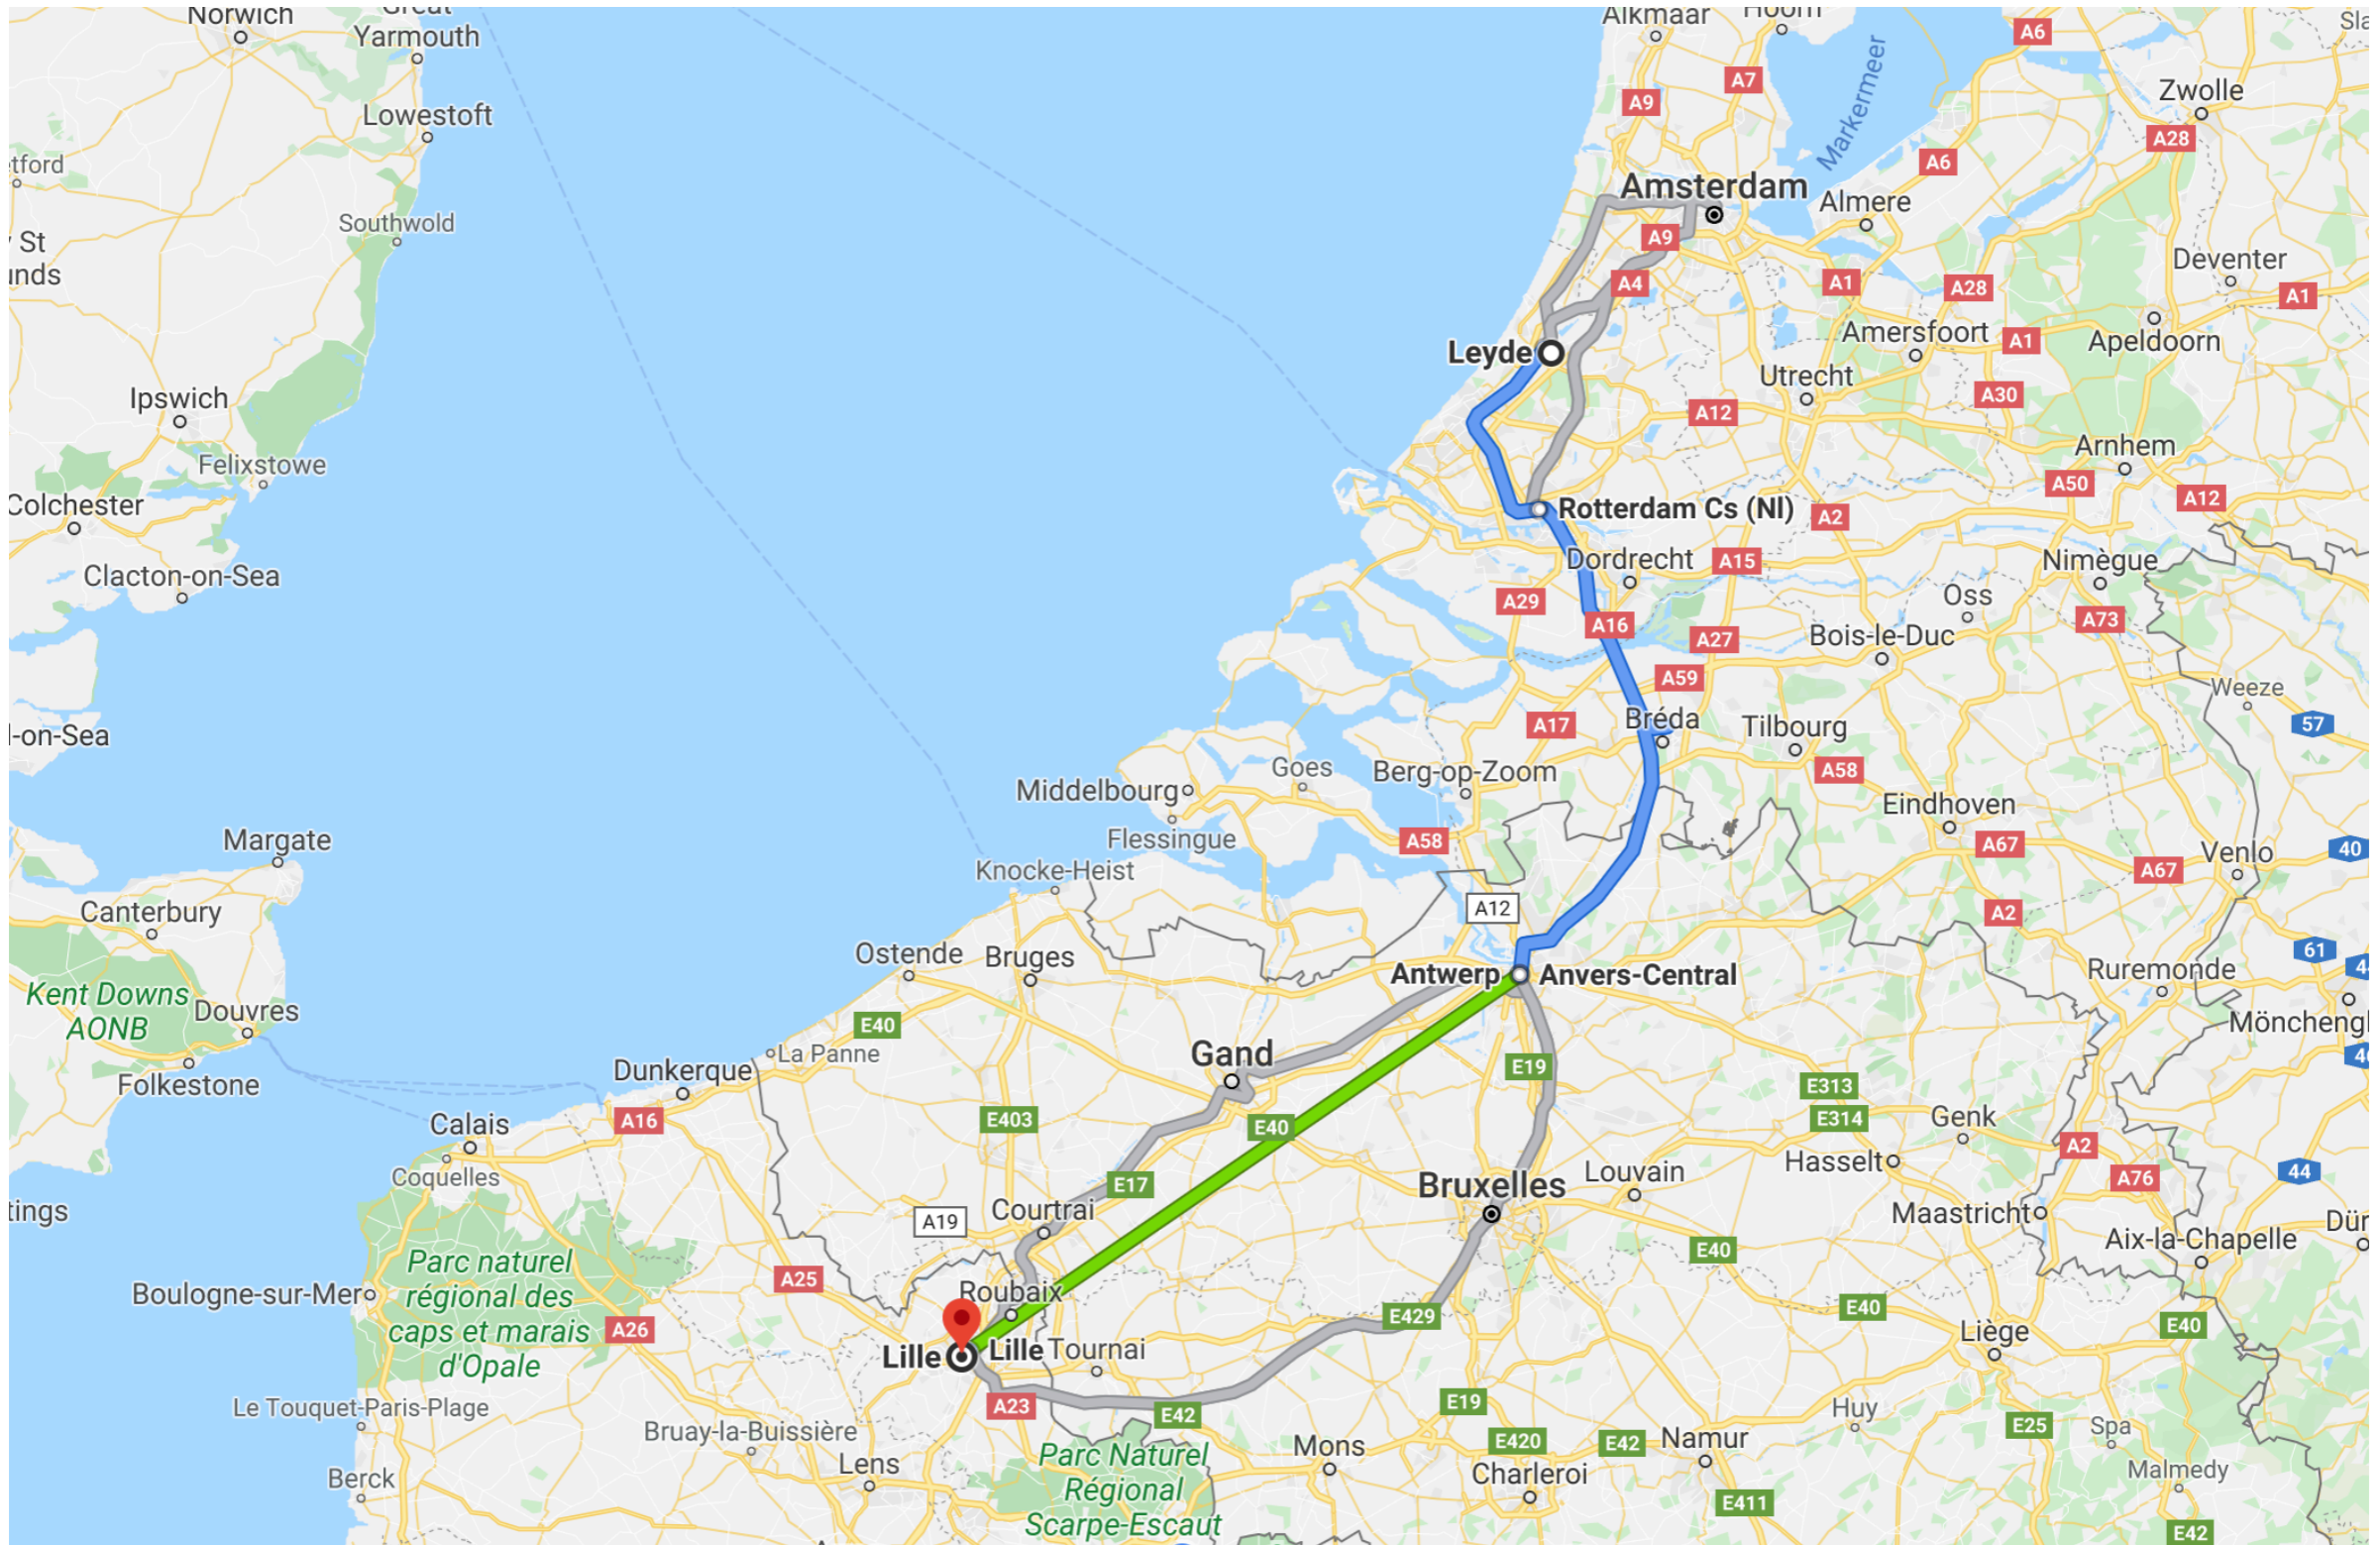 Norwich
Great
Yarmouth
Lowestoft
etford
Southwold
St
unds
Ipswich
Felixstowe
Colchester
Clacton-on-Sea
-on-Sea
Margate
Canterbury
Kent Downs
AONB
Douvres
Folkestone
tings
Alkmaar
Hoorn
Markermeer
A6
Sla
A7
A9
Zwolle
A28
A6
Amsterdam
Almere
A9
Deventer
A4
A1
A28
A1
Leyde
Amersfoort
A1
Apeldoorn
Utrecht
A30
A12
Arnhem
A50
A12
Rotterdam Cs (Nl)
A2
Dordrecht
A15
Nimègue
A29
Oss
A16
A73
A27
Bois-le-Duc
A59
Weeze
Bréda
A17
Tilbourg
57
Goes
Berg-op-Zoom
A58
Middelbourg
Eindhoven
Flessingue
A58
A67
40
Venlo
Knocke-Heist
A67
A12
A2
Ostende
Bruges
61
Antwerp
Anvers-Central
Ruremonde
4
E40
Mönchengl
La Panne
Gand
4
Dunkerque
E19
E313
A16
E403
E40
E314
Genk
Calais
A2
Coquelles
Hasselt
E17
Bruxelles
Louvain
A76
44
Courtrai
A19
Maastricht
Dür
E40
Aix-la-Chapelle
Parc naturel
régional des
caps et marais
d'Opale
A25
Boulogne-sur-Mer
Roubaix
E40
A26
E429
E40
Liège
Lille
Lille
Tournai
Le Touquet-Paris-Plage
A23
E42
E19
Huy
E25
Spa
Bruay-la-Buissière
Lens
Parc Naturel
Régional
Scarpe-Escaut
Mons
E420
E42
Namur
Berck
Charleroi
Malmedy
E411
E42